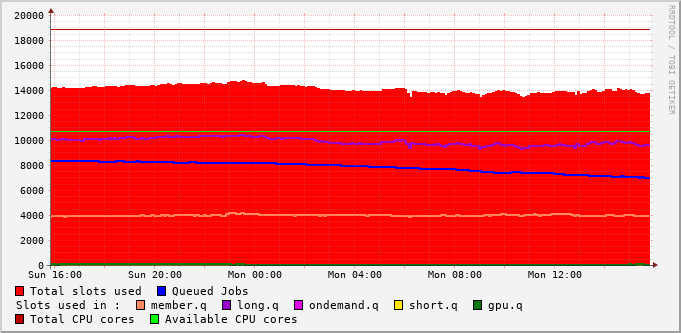 RRDTOOL / TOBI OETIKER
20000
18000
16000
14000
12000
10000
8000
6000
4000
2000
0
Sun 16:00 Sun 20:00 Mon 00:00 Mon 04:00 Mon 08:00 Mon 12:00
Total slots used Queued Jobs
Slots used in : member.q long.q ondemand.q short.q gpu.q
Total CPU cores Available CPU cores